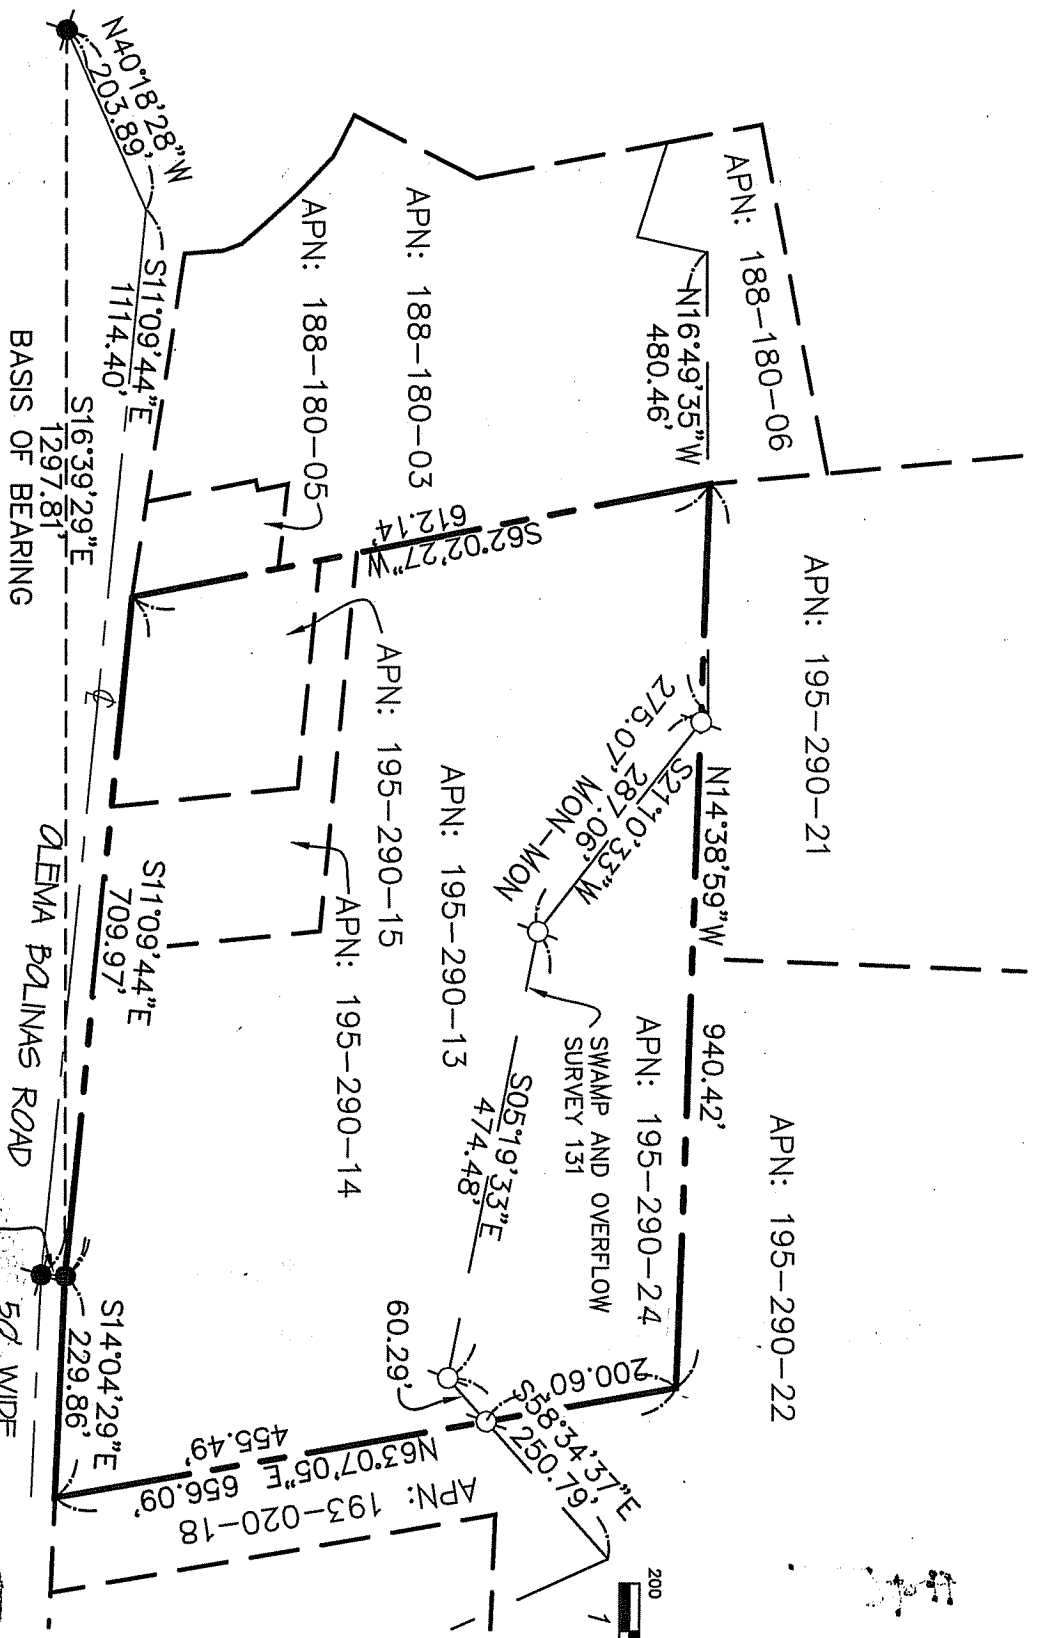 N40°18'28"W
203.89'
S11°09'44"E
1114.40'
S16°39'29"E
1297.81'
BASIS OF BEARING
APN: 188-180-06
APN: 188-180-03
APN: 188-180-05
N16°49'35"W
480.46'
S62°02'27"W
612.14'
APN: 195-290-21
APN: 195-290-15
APN: 195-290-13
APN: 195-290-14
275.07'
S21°10'33"W
287.06'
M.
MON-MON
N14°38'59"W
940.42'
SWAMP AND OVERFLOW
SURVEY 131
APN: 195-290-24
APN: 195-290-22
S05°19'33"E
474.48'
S11°09'44"E
709.97'
℄
OLEMA BOLINAS ROAD
50' WIDE
S14°04'29"E
229.86'
60.29'
200.60'
S58°34'37"E
250.79'
N63°07'05"E
656.09'
455.49'
APN: 193-020-18
200
1